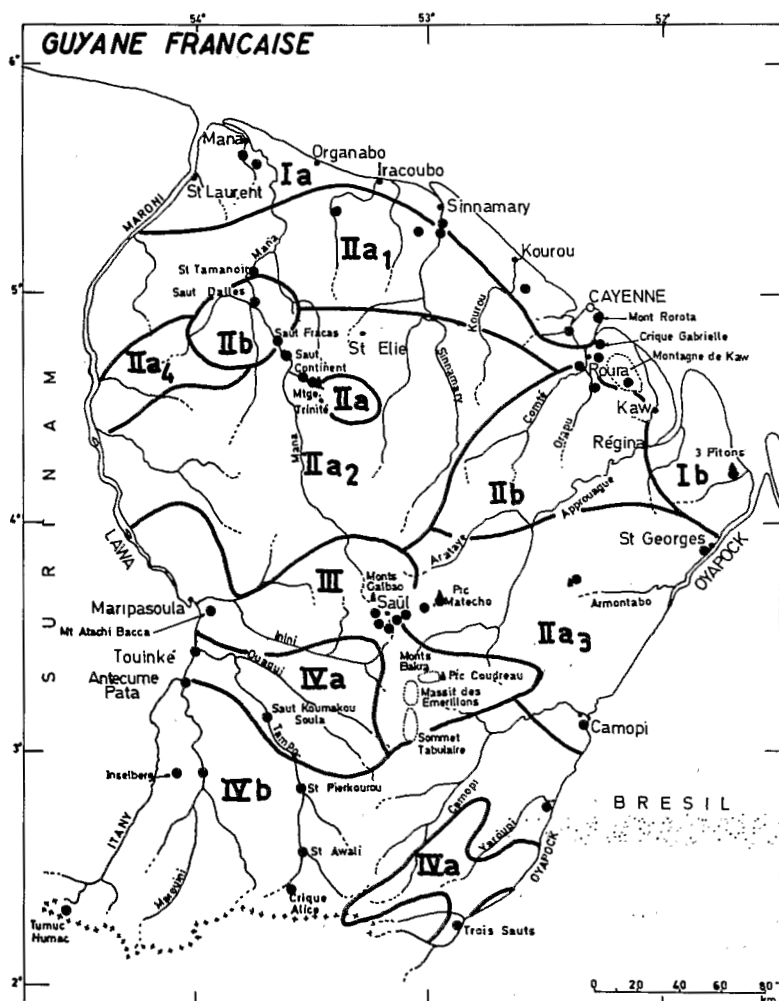 54° 53° 52°
GUYANE FRANCAISE
6°
Mana
Organabo
Iracoubo
Ia
St Laurent
Sinnamary
MARONI
IIa1
Mana
Kourou
St Tamanoir
5°
Saut Dalles
CAYENNE
Mont Rorota
Kourou
Crique Gabrielle
IIb
Saut Fracas
St Elie
Sinnamary
Montagne de Kaw
IIa4
Saut Continent
Roura
Mtge Trinité
IIa
Comté
Kaw
Orapu
Régina
Mana
3 Pitons
IIa2
Ib
IIb
SURINAM
Approuague
4°
LAWA
Arataye
St Georges
OYAPOCK
III
Monts Galbao
Pic Matecho
Saül
Maripasoula
Armontabo
Mt Atachi Bacca
IIa3
Inini
Touinké
Ouaqui
Monts Bakra
IVa
Pic Coudreau
Antecume Pata
Massif des Emerillons
Saut Koumakou Soula
Camopi
Tampoc
Sommet Tabulaire
3°
Inselberg
IVb
St Pierkourou
Camopi
BRESIL
Yaroupi
ITANY
St Awali
IVa
OYAPOCK
Marouini
Crique Alice
Tumuc Humac
Trois Sauts
2°
0 20 40 60 80
km